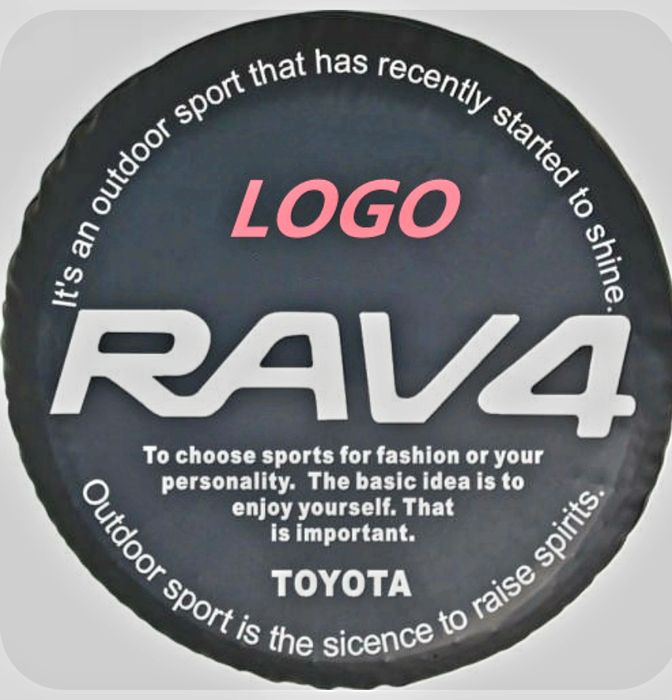 It's an outdoor sport that has recently started to shine.
LOGO
RAV4
To choose sports for fashion or your
personality. The basic idea is to
enjoy yourself. That
is important.
TOYOTA
Outdoor sport is the sicence to raise spirits.